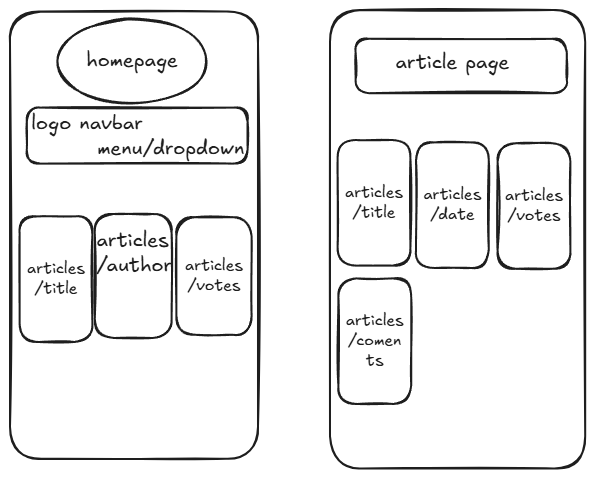 homepage
logo navbar
menu/dropdown
articles
/title
articles
/author
articles
/votes
article page
articles
/title
articles
/date
articles
/votes
articles
/comen
ts